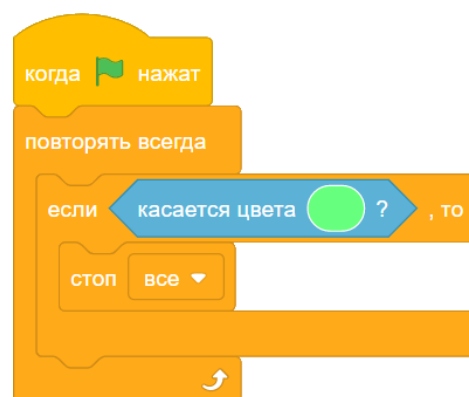 когда нажат
повторять всегда
если касается цвета ? , то
стоп все